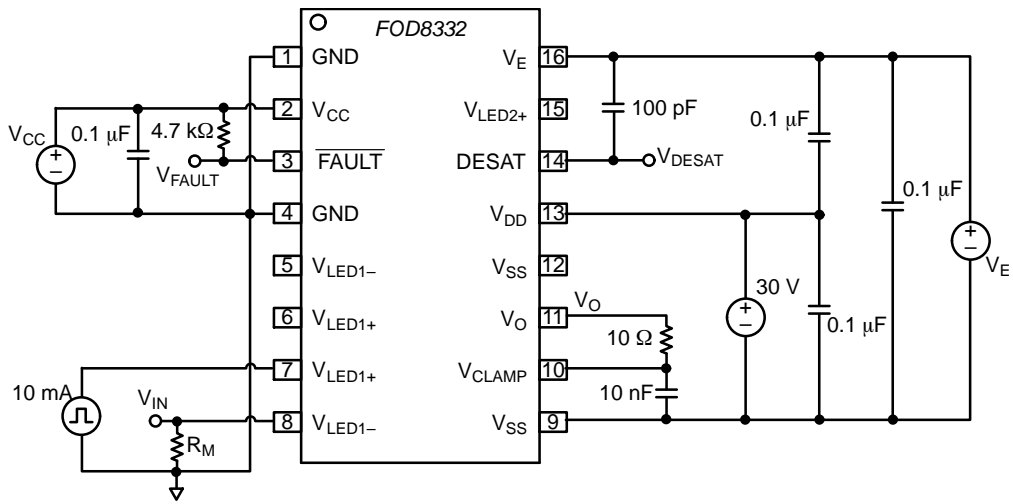 FOD8332
1 GND
2 VCC
3 FAULT
4 GND
5 VLED1–
6 VLED1+
7 VLED1+
8 VLED1–
VE 16
VLED2+ 15
DESAT 14
VDD 13
VSS 12
VO 11
VCLAMP 10
VSS 9
VCC
+
–
0.1 μF
4.7 kΩ
VFAULT
10 mA
VIN
RM
100 pF
VDESAT
0.1 μF
0.1 μF
+
–
VE
30 V
+
–
0.1 μF
VO
10 Ω
10 nF